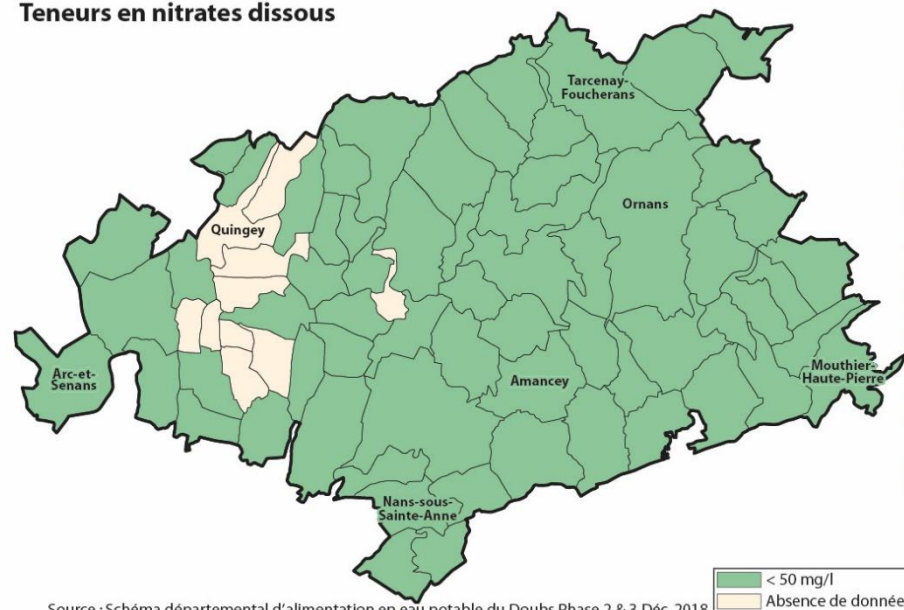 Teneurs en nitrates dissous
Tarcenay-
Foucherans
Ornans
Quingey
Arc-et-
Senans
Amancey
Mouthier-
Haute-Pierre
Nans-sous-
Sainte-Anne
< 50 mg/l
Absence de donnée
Source : Schéma départemental d'alimentation en eau potable du Doubs Phase 2 & 3 Déc. 2018